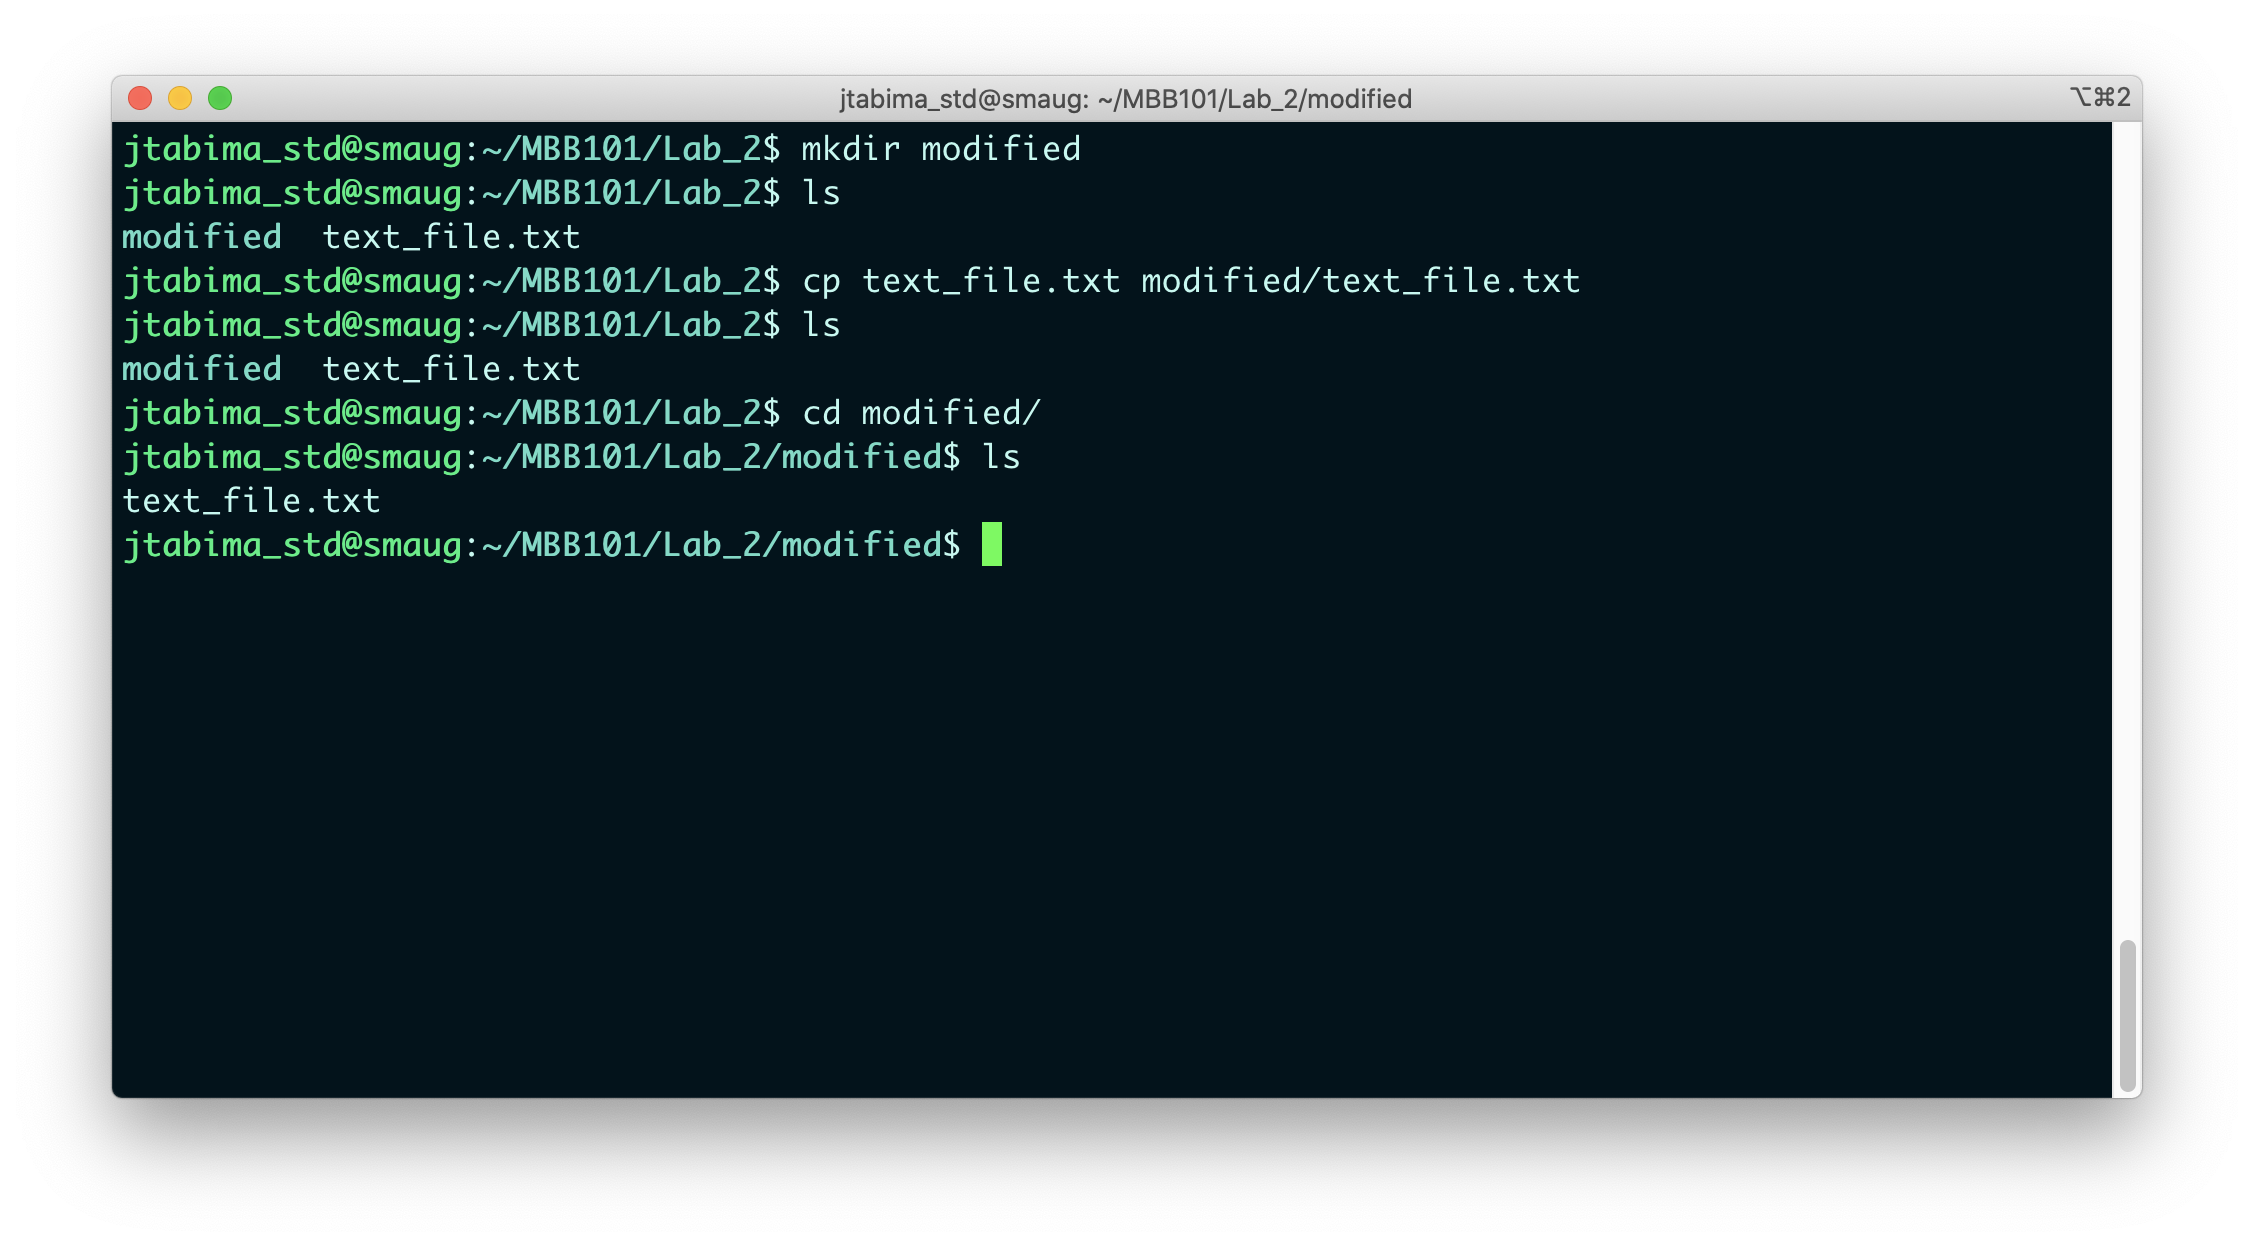 jtabima_std@smaug: ~/MBB101/Lab_2/modified
⌥⌘2
jtabima_std@smaug:~/MBB101/Lab_2$ mkdir modified
jtabima_std@smaug:~/MBB101/Lab_2$ ls
modified  text_file.txt
jtabima_std@smaug:~/MBB101/Lab_2$ cp text_file.txt modified/text_file.txt
jtabima_std@smaug:~/MBB101/Lab_2$ ls
modified  text_file.txt
jtabima_std@smaug:~/MBB101/Lab_2$ cd modified/
jtabima_std@smaug:~/MBB101/Lab_2/modified$ ls
text_file.txt
jtabima_std@smaug:~/MBB101/Lab_2/modified$